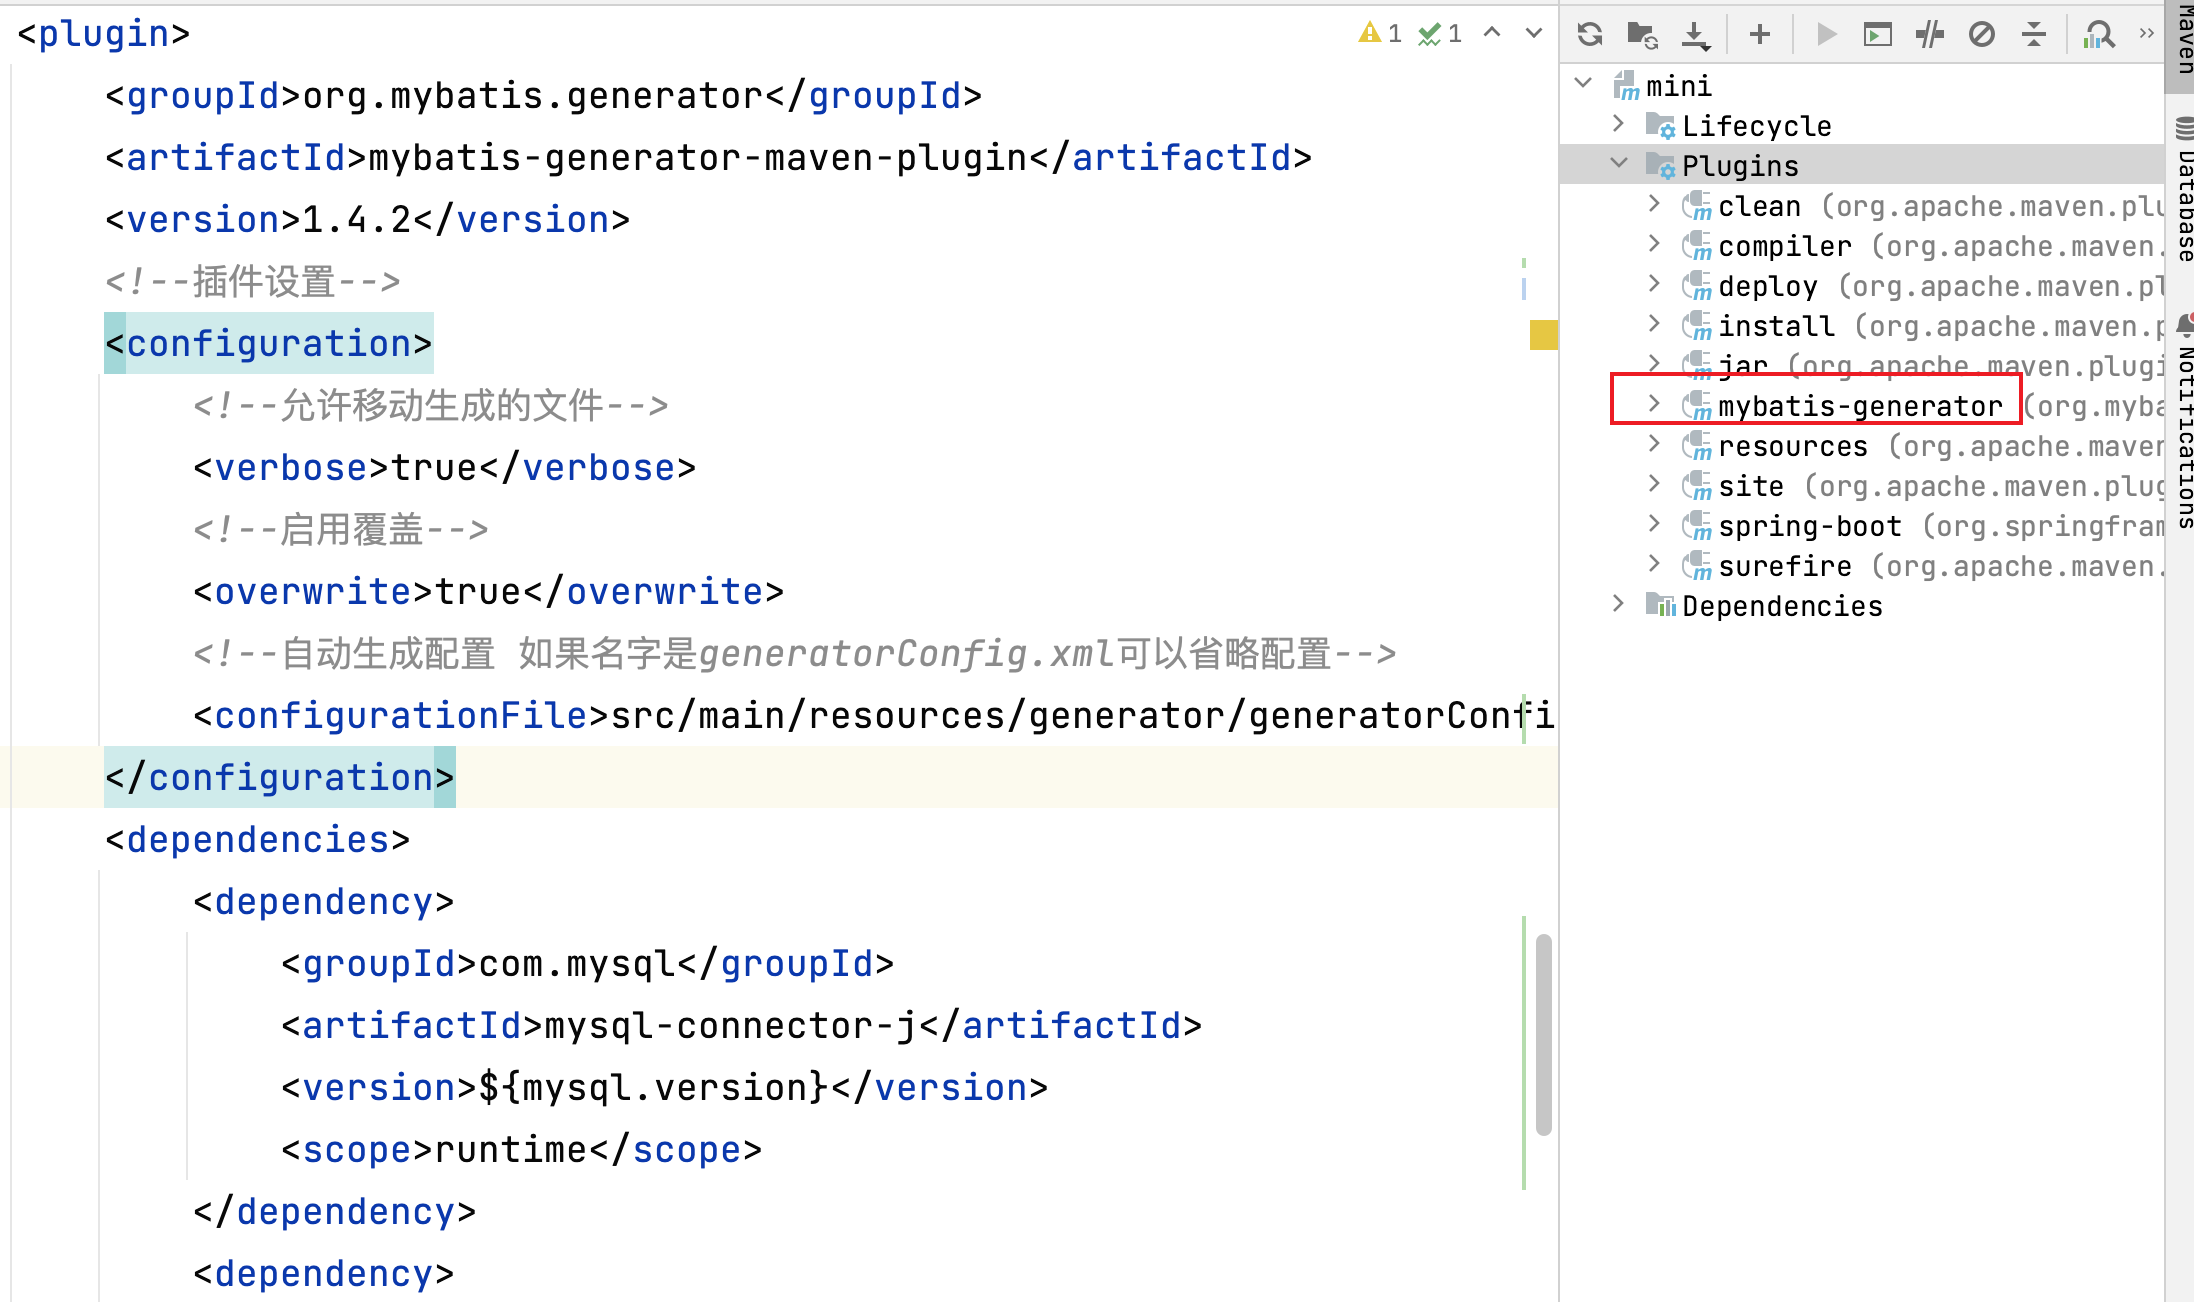 <plugin>
1 1
<groupId>org.mybatis.generator</groupId>
<artifactId>mybatis-generator-maven-plugin</artifactId>
<version>1.4.2</version>
<!--插件设置-->
<configuration>
<!--允许移动生成的文件-->
<verbose>true</verbose>
<!--启用覆盖-->
<overwrite>true</overwrite>
<!--自动生成配置 如果名字是generatorConfig.xml可以省略配置-->
<configurationFile>src/main/resources/generator/generatorConfi
</configuration>
<dependencies>
<dependency>
<groupId>com.mysql</groupId>
<artifactId>mysql-connector-j</artifactId>
<version>${mysql.version}</version>
<scope>runtime</scope>
</dependency>
<dependency>
mini
Lifecycle
Plugins
clean (org.apache.maven.plu
compiler (org.apache.maven.
deploy (org.apache.maven.pl
install (org.apache.maven.p
jar (org.apache.maven.plugi
mybatis-generator (org.myba
resources (org.apache.maven
site (org.apache.maven.plug
spring-boot (org.springfram
surefire (org.apache.maven.
Dependencies
Maven
Database
Notifications